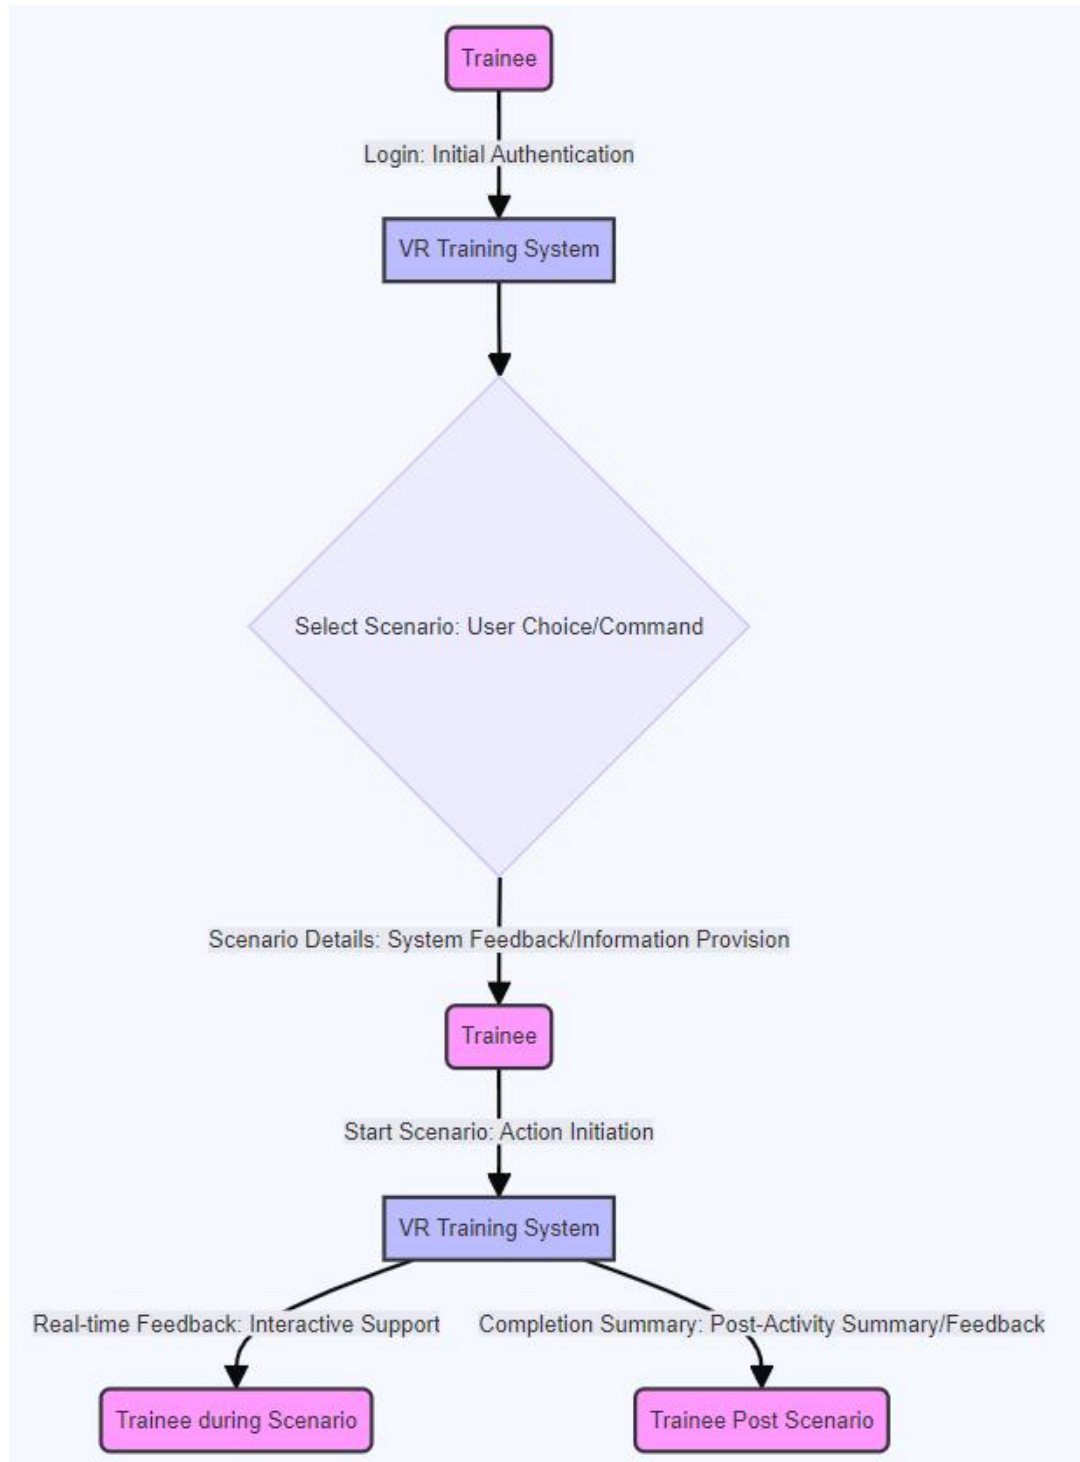 Trainee
Login: Initial Authentication
VR Training System
Select Scenario: User Choice/Command
Scenario Details: System Feedback/Information Provision
Trainee
Start Scenario: Action Initiation
VR Training System
Real-time Feedback: Interactive Support
Completion Summary: Post-Activity Summary/Feedback
Trainee during Scenario
Trainee Post Scenario